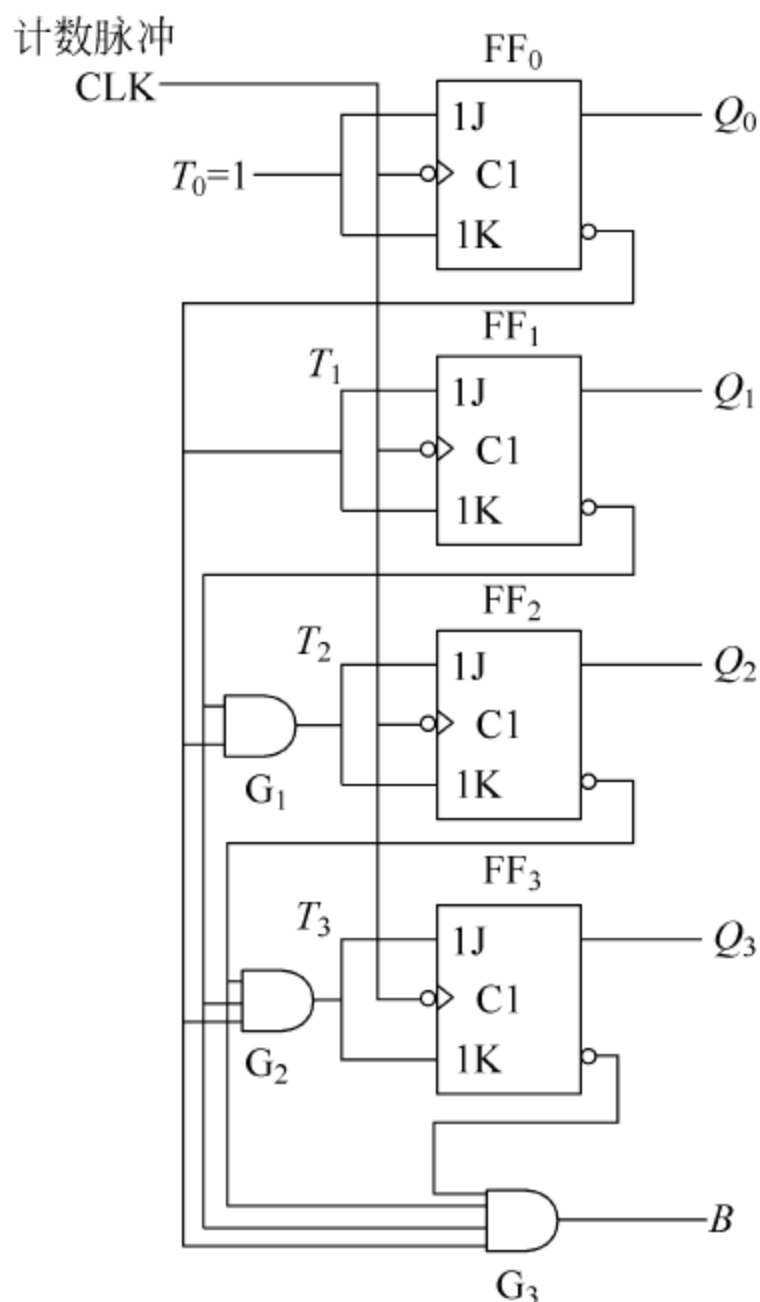 计数脉冲
CLK
FF₀
1J
C1
1K
Q₀
T₀=1
FF₁
T₁
1J
C1
1K
Q₁
FF₂
T₂
1J
C1
1K
Q₂
G₁
FF₃
T₃
1J
C1
1K
Q₃
G₂
B
G₃